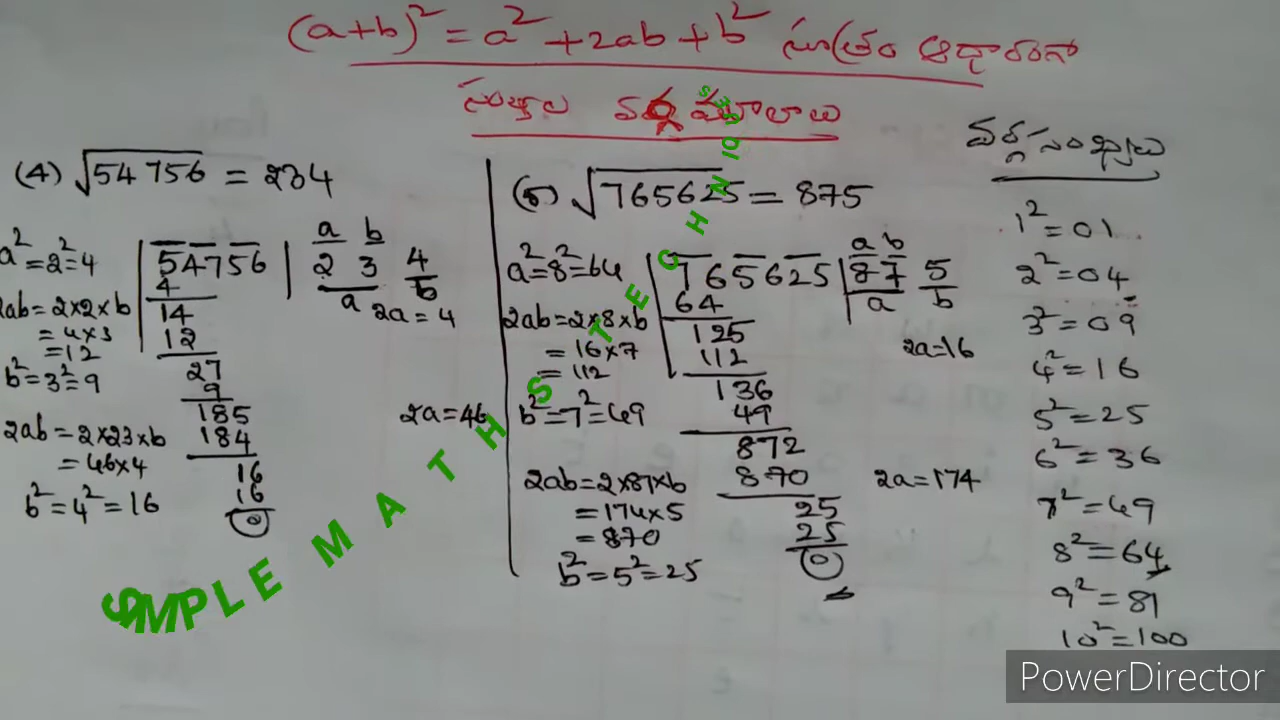 (a+b)² = a² + 2ab + b² సూత్రం ఆధారంగా
సంఖ్యల వర్గ మూలాలు
(4) √54756 = 234
a² = 2² = 4
54756
a b
2 3 4
a b
4
2ab = 2×2×b
14
2a = 4
= 4×3
12
= 12
27
b² = 3² = 9
9
185
2a = 46
2ab = 2×23×b
184
= 46×4
16
b² = 4² = 16
16
0
(5) √765625 = 875
a² = 8² = 64
765625
a b
87 5
a b
64
2ab = 2×8×b
125
= 16×7
112
2a = 16
= 112
136
b² = 7² = 49
49
872
2ab = 2×87×b
870
2a = 174
= 174×5
25
= 870
25
b² = 5² = 25
0
వర్గ సంఖ్యలు
1² = 01
2² = 04
3² = 09
4² = 16
5² = 25
6² = 36
7² = 49
8² = 64
9² = 81
10² = 100
SIMPLE MATHS TECHNIQUES
PowerDirector